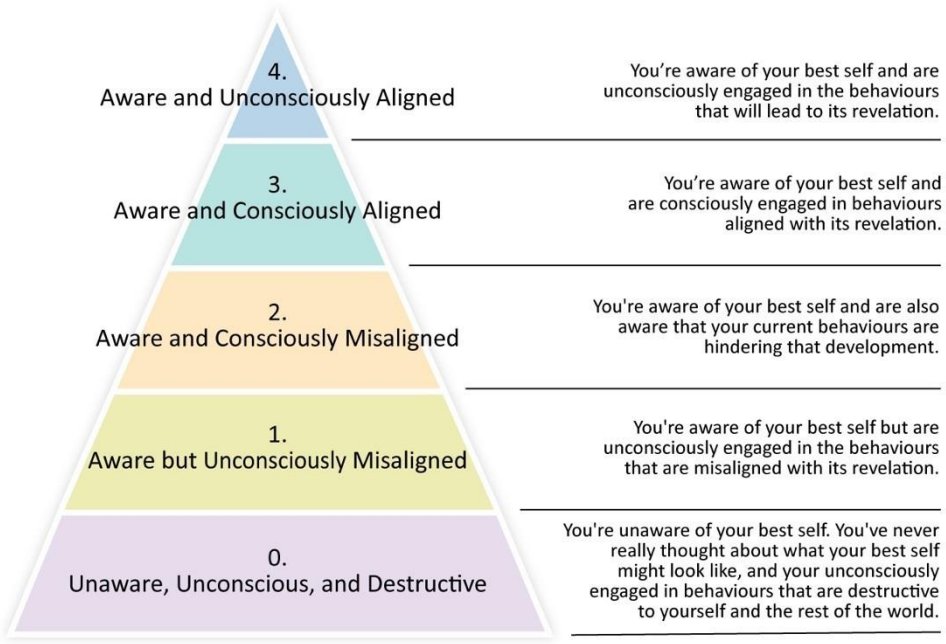 4.
Aware and Unconsciously Aligned
You’re aware of your best self and are
unconsciously engaged in the behaviours
that will lead to its revelation.
3.
Aware and Consciously Aligned
You’re aware of your best self and
are consciously engaged in behaviours
aligned with its revelation.
2.
Aware and Consciously Misaligned
You're aware of your best self and are also
aware that your current behaviours are
hindering that development.
1.
Aware but Unconsciously Misaligned
You're aware of your best self but are
unconsciously engaged in the behaviours
that are misaligned with its revelation.
0.
Unaware, Unconscious, and Destructive
You're unaware of your best self. You've never
really thought about what your best self
might look like, and your unconsciously
engaged in behaviours that are destructive
to yourself and the rest of the world.